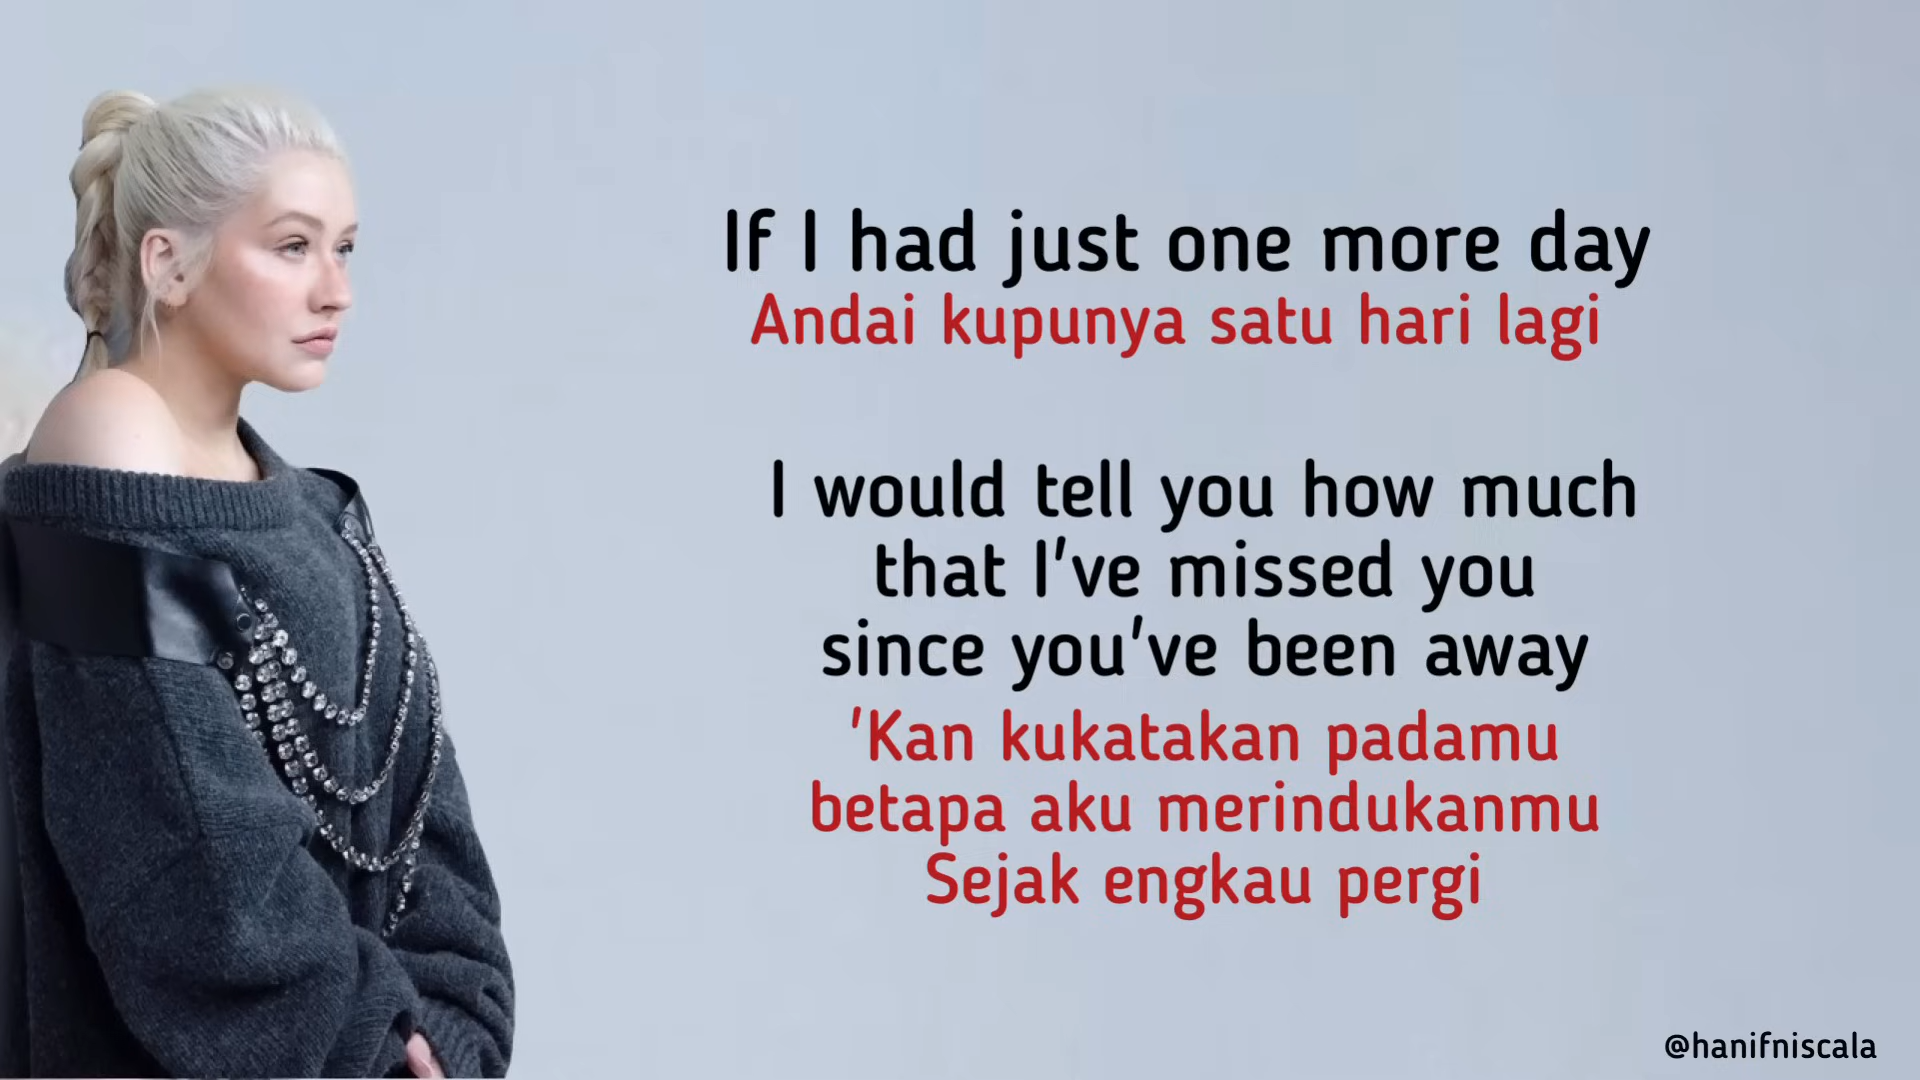 If I had just one more day
Andai kupunya satu hari lagi
I would tell you how much
that I've missed you
since you've been away
'Kan kukatakan padamu
betapa aku merindukanmu
Sejak engkau pergi
@hanifniscala